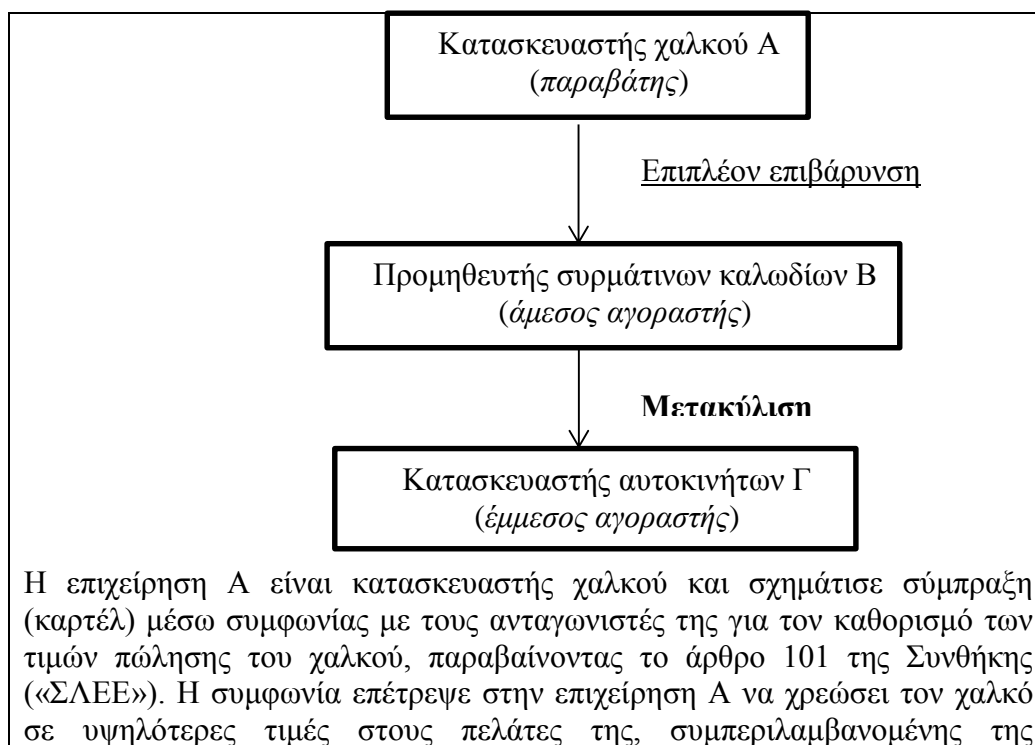 Κατασκευαστής χαλκού Α
(παραβάτης)
Επιπλέον επιβάρυνση
Προμηθευτής συρμάτινων καλωδίων Β
(άμεσος αγοραστής)
Μετακύλιση
Κατασκευαστής αυτοκινήτων Γ
(έμμεσος αγοραστής)
Η επιχείρηση Α είναι κατασκευαστής χαλκού και σχημάτισε σύμπραξη
(καρτέλ) μέσω συμφωνίας με τους ανταγωνιστές της για τον καθορισμό των
τιμών πώλησης του χαλκού, παραβαίνοντας το άρθρο 101 της Συνθήκης
(«ΣΛΕΕ»). Η συμφωνία επέτρεψε στην επιχείρηση Α να χρεώσει τον χαλκό
σε υψηλότερες τιμές στους πελάτες της, συμπεριλαμβανομένης της